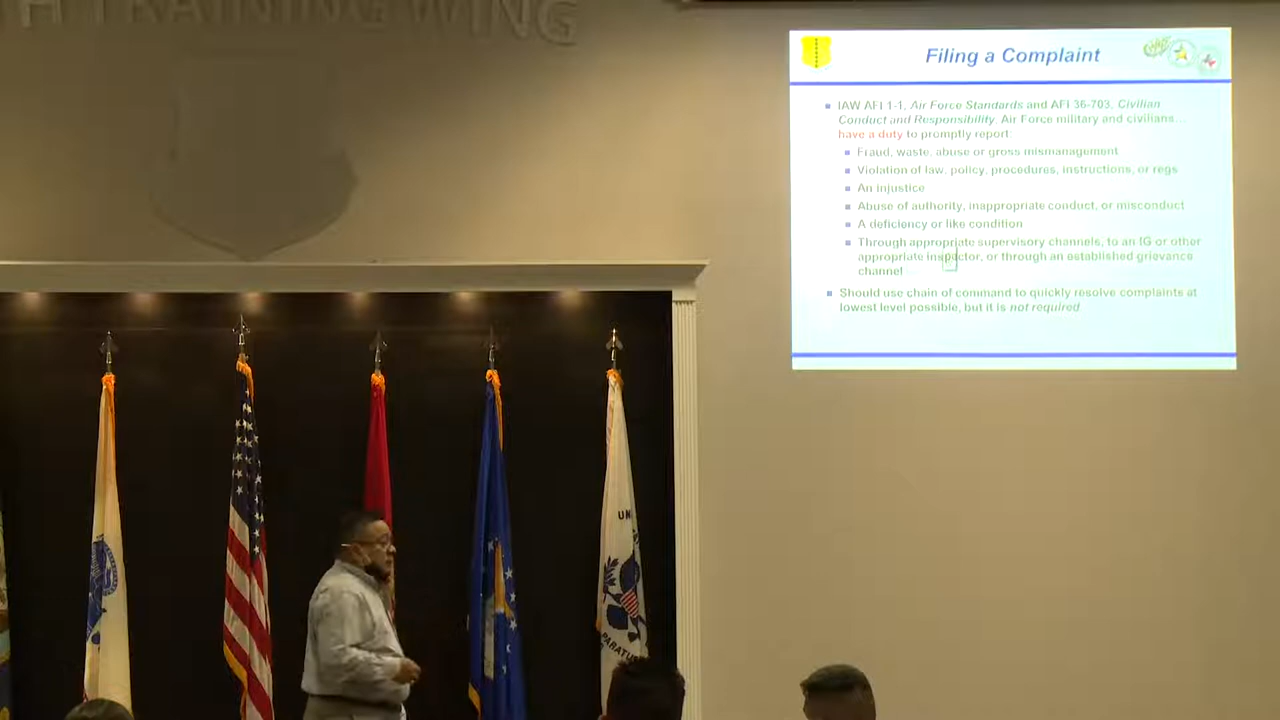 H TRAINING WING
Filing a Complaint
IAW AFI 1-1, Air Force Standards and AFI 36-703, Civilian
Conduct and Responsibility, Air Force military and civilians…
have a duty to promptly report:
Fraud, waste, abuse or gross mismanagement
Violation of law, policy, procedures, instructions, or regs
An injustice
Abuse of authority, inappropriate conduct, or misconduct
A deficiency or like condition
Through appropriate supervisory channels, to an IG or other
appropriate inspector, or through an established grievance
channel
Should use chain of command to quickly resolve complaints at
lowest level possible, but it is not required
UN
PARATUS